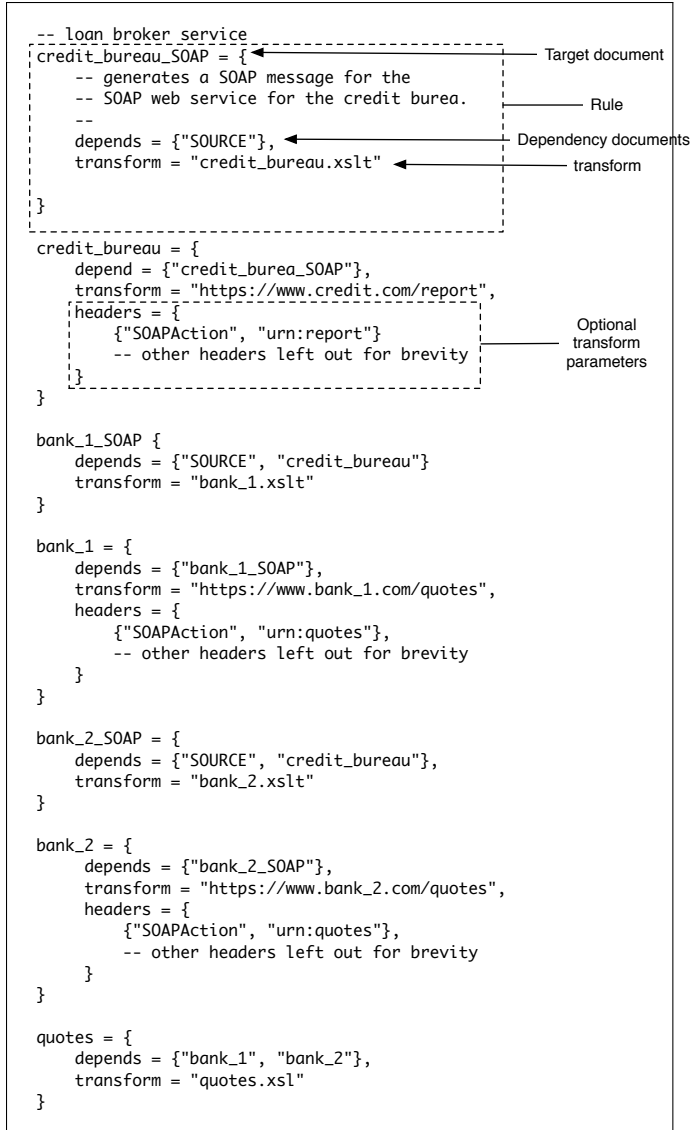 -- loan broker service
credit_bureau_SOAP = {
Target document
-- generates a SOAP message for the
-- SOAP web service for the credit burea.
--
Rule
depends = {"SOURCE"},
Dependency documents
transform = "credit_bureau.xslt"
transform
}
credit_bureau = {
depend = {"credit_burea_SOAP"},
transform = "https://www.credit.com/report",
headers = {
{"SOAPAction", "urn:report"}
-- other headers left out for brevity
}
Optional
transform
parameters
}
bank_1_SOAP {
depends = {"SOURCE", "credit_bureau"}
transform = "bank_1.xslt"
}
bank_1 = {
depends = {"bank_1_SOAP"},
transform = "https://www.bank_1.com/quotes",
headers = {
{"SOAPAction", "urn:quotes"},
-- other headers left out for brevity
}
}
bank_2_SOAP = {
depends = {"SOURCE", "credit_bureau"},
transform = "bank_2.xslt"
}
bank_2 = {
depends = {"bank_2_SOAP"},
transform = "https://www.bank_2.com/quotes",
headers = {
{"SOAPAction", "urn:quotes"},
-- other headers left out for brevity
}
}
quotes = {
depends = {"bank_1", "bank_2"},
transform = "quotes.xsl"
}